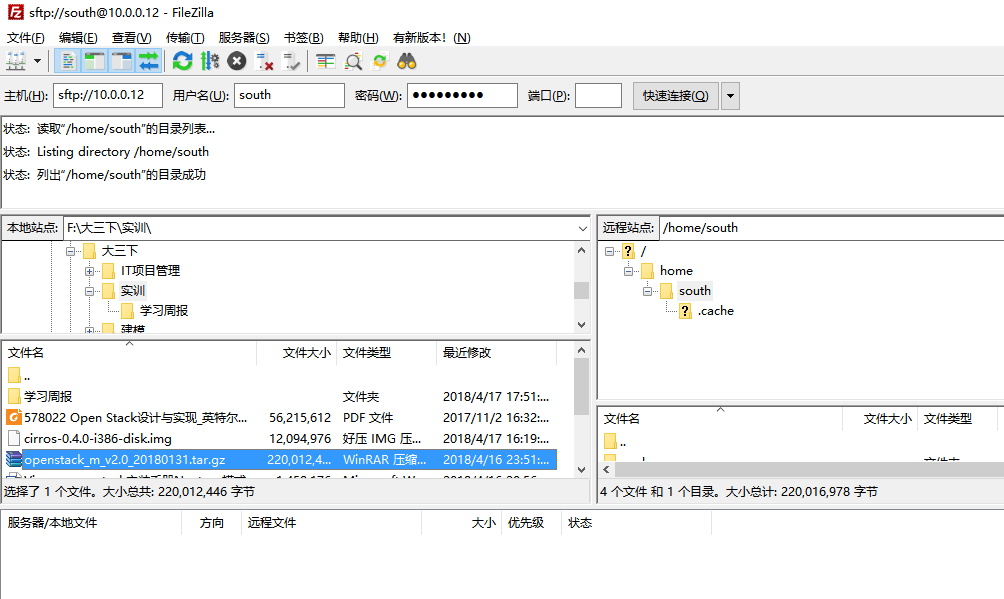 sftp://south@10.0.0.12 - FileZilla
文件(F) 编辑(E) 查看(V) 传输(T) 服务器(S) 书签(B) 帮助(H) 有新版本！(N)
主机(H): sftp://10.0.0.12 用户名(U): south 密码(W): ●●●●●●●●● 端口(P): 快速连接(Q)
状态: 读取“/home/south”的目录列表...
状态: Listing directory /home/south
状态: 列出“/home/south”的目录成功
本地站点: F:\大三下\实训\
大三下
IT项目管理
实训
学习周报
建模
远程站点: /home/south
/
home
south
.cache
文件名 文件大小 文件类型 最近修改
..
学习周报 文件夹 2018/4/17 17:51:...
578022 Open Stack设计与实现_英特尔... 56,215,612 PDF 文件 2017/11/2 16:32:...
cirros-0.4.0-i386-disk.img 12,094,976 好压 IMG 压... 2018/4/17 16:19:...
openstack_m_v2.0_20180131.tar.gz 220,012,4... WinRAR 压缩... 2018/4/16 23:51:...
选择了 1 个文件。大小总共: 220,012,446 字节
文件名 文件大小 文件类型
..
4 个文件 和 1 个目录。大小总计: 220,016,978 字节
服务器/本地文件 方向 远程文件 大小 优先级 状态